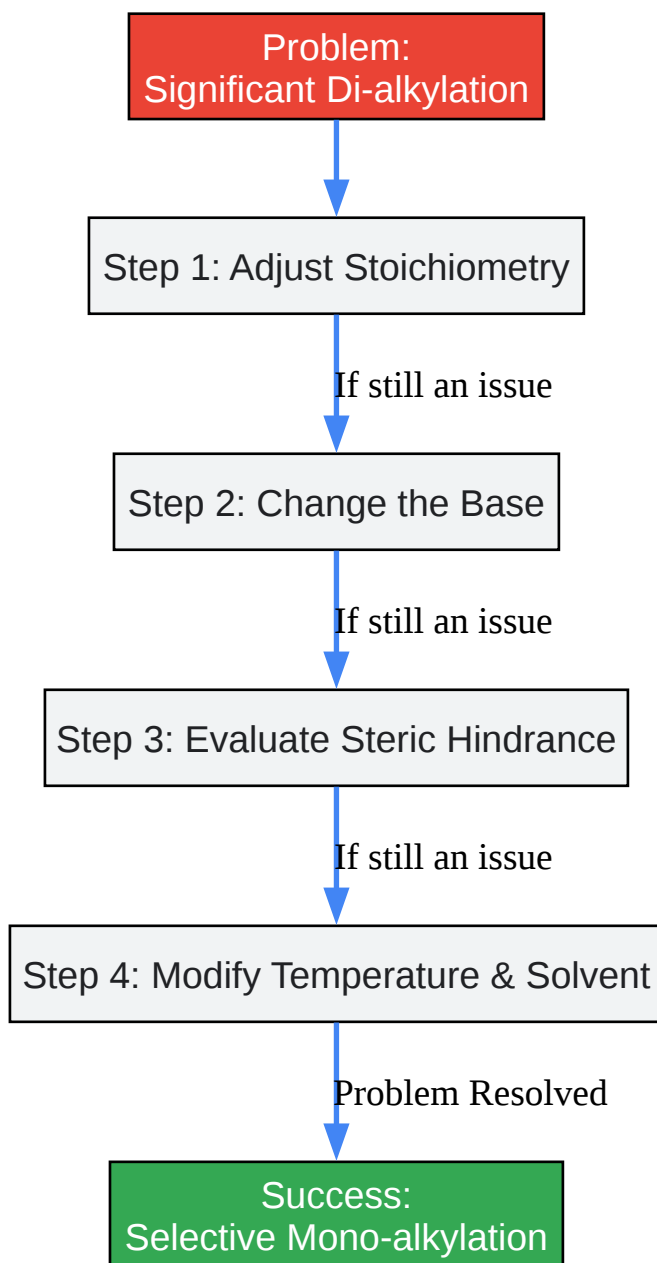 Problem:
Significant Di-alkylation
Step 1: Adjust Stoichiometry
If still an issue
Step 2: Change the Base
If still an issue
Step 3: Evaluate Steric Hindrance
If still an issue
Step 4: Modify Temperature & Solvent
Problem Resolved
Success:
Selective Mono-alkylation